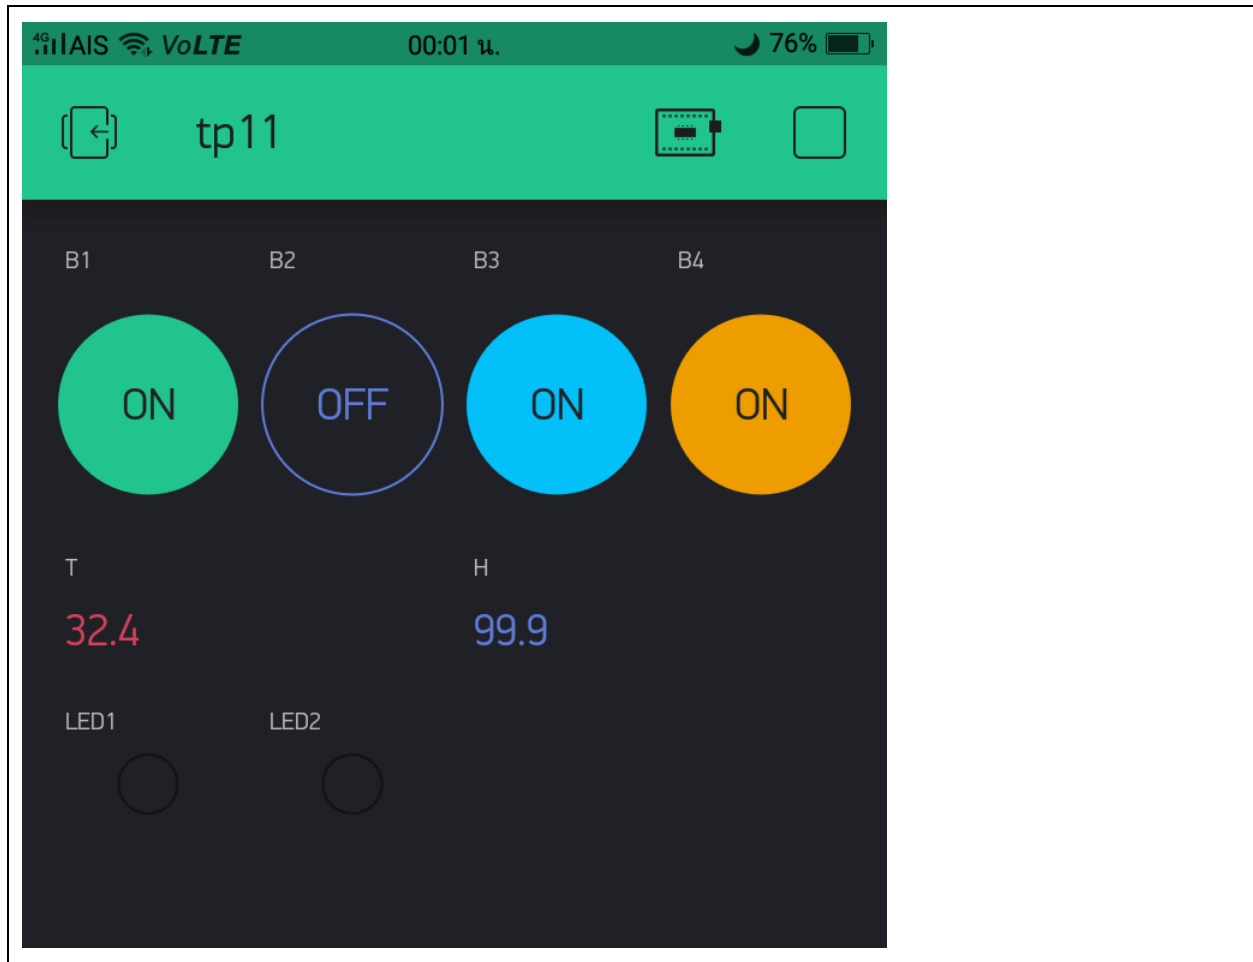 4G AIS VoLTE 00:01 น. 76%
tp11
B1 B2 B3 B4
ON OFF ON ON
T H
32.4 99.9
LED1 LED2